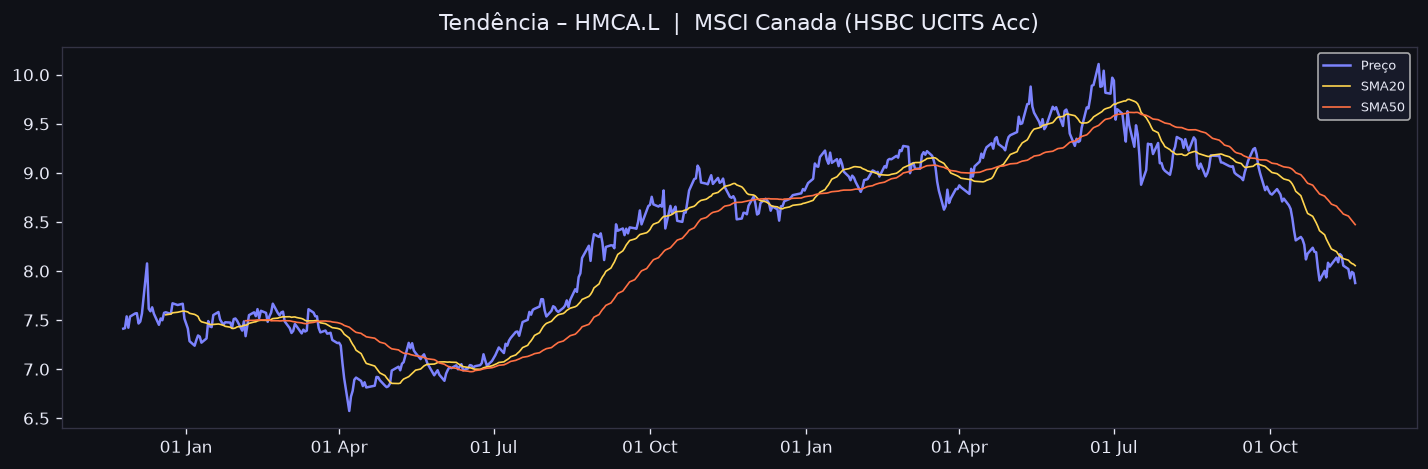 Tendência – HMCA.L | MSCI Canada (HSBC UCITS Acc)
Preço
SMA20
SMA50
10.0
9.5
9.0
8.5
8.0
7.5
7.0
6.5
01 Jan
01 Apr
01 Jul
01 Oct
01 Jan
01 Apr
01 Jul
01 Oct